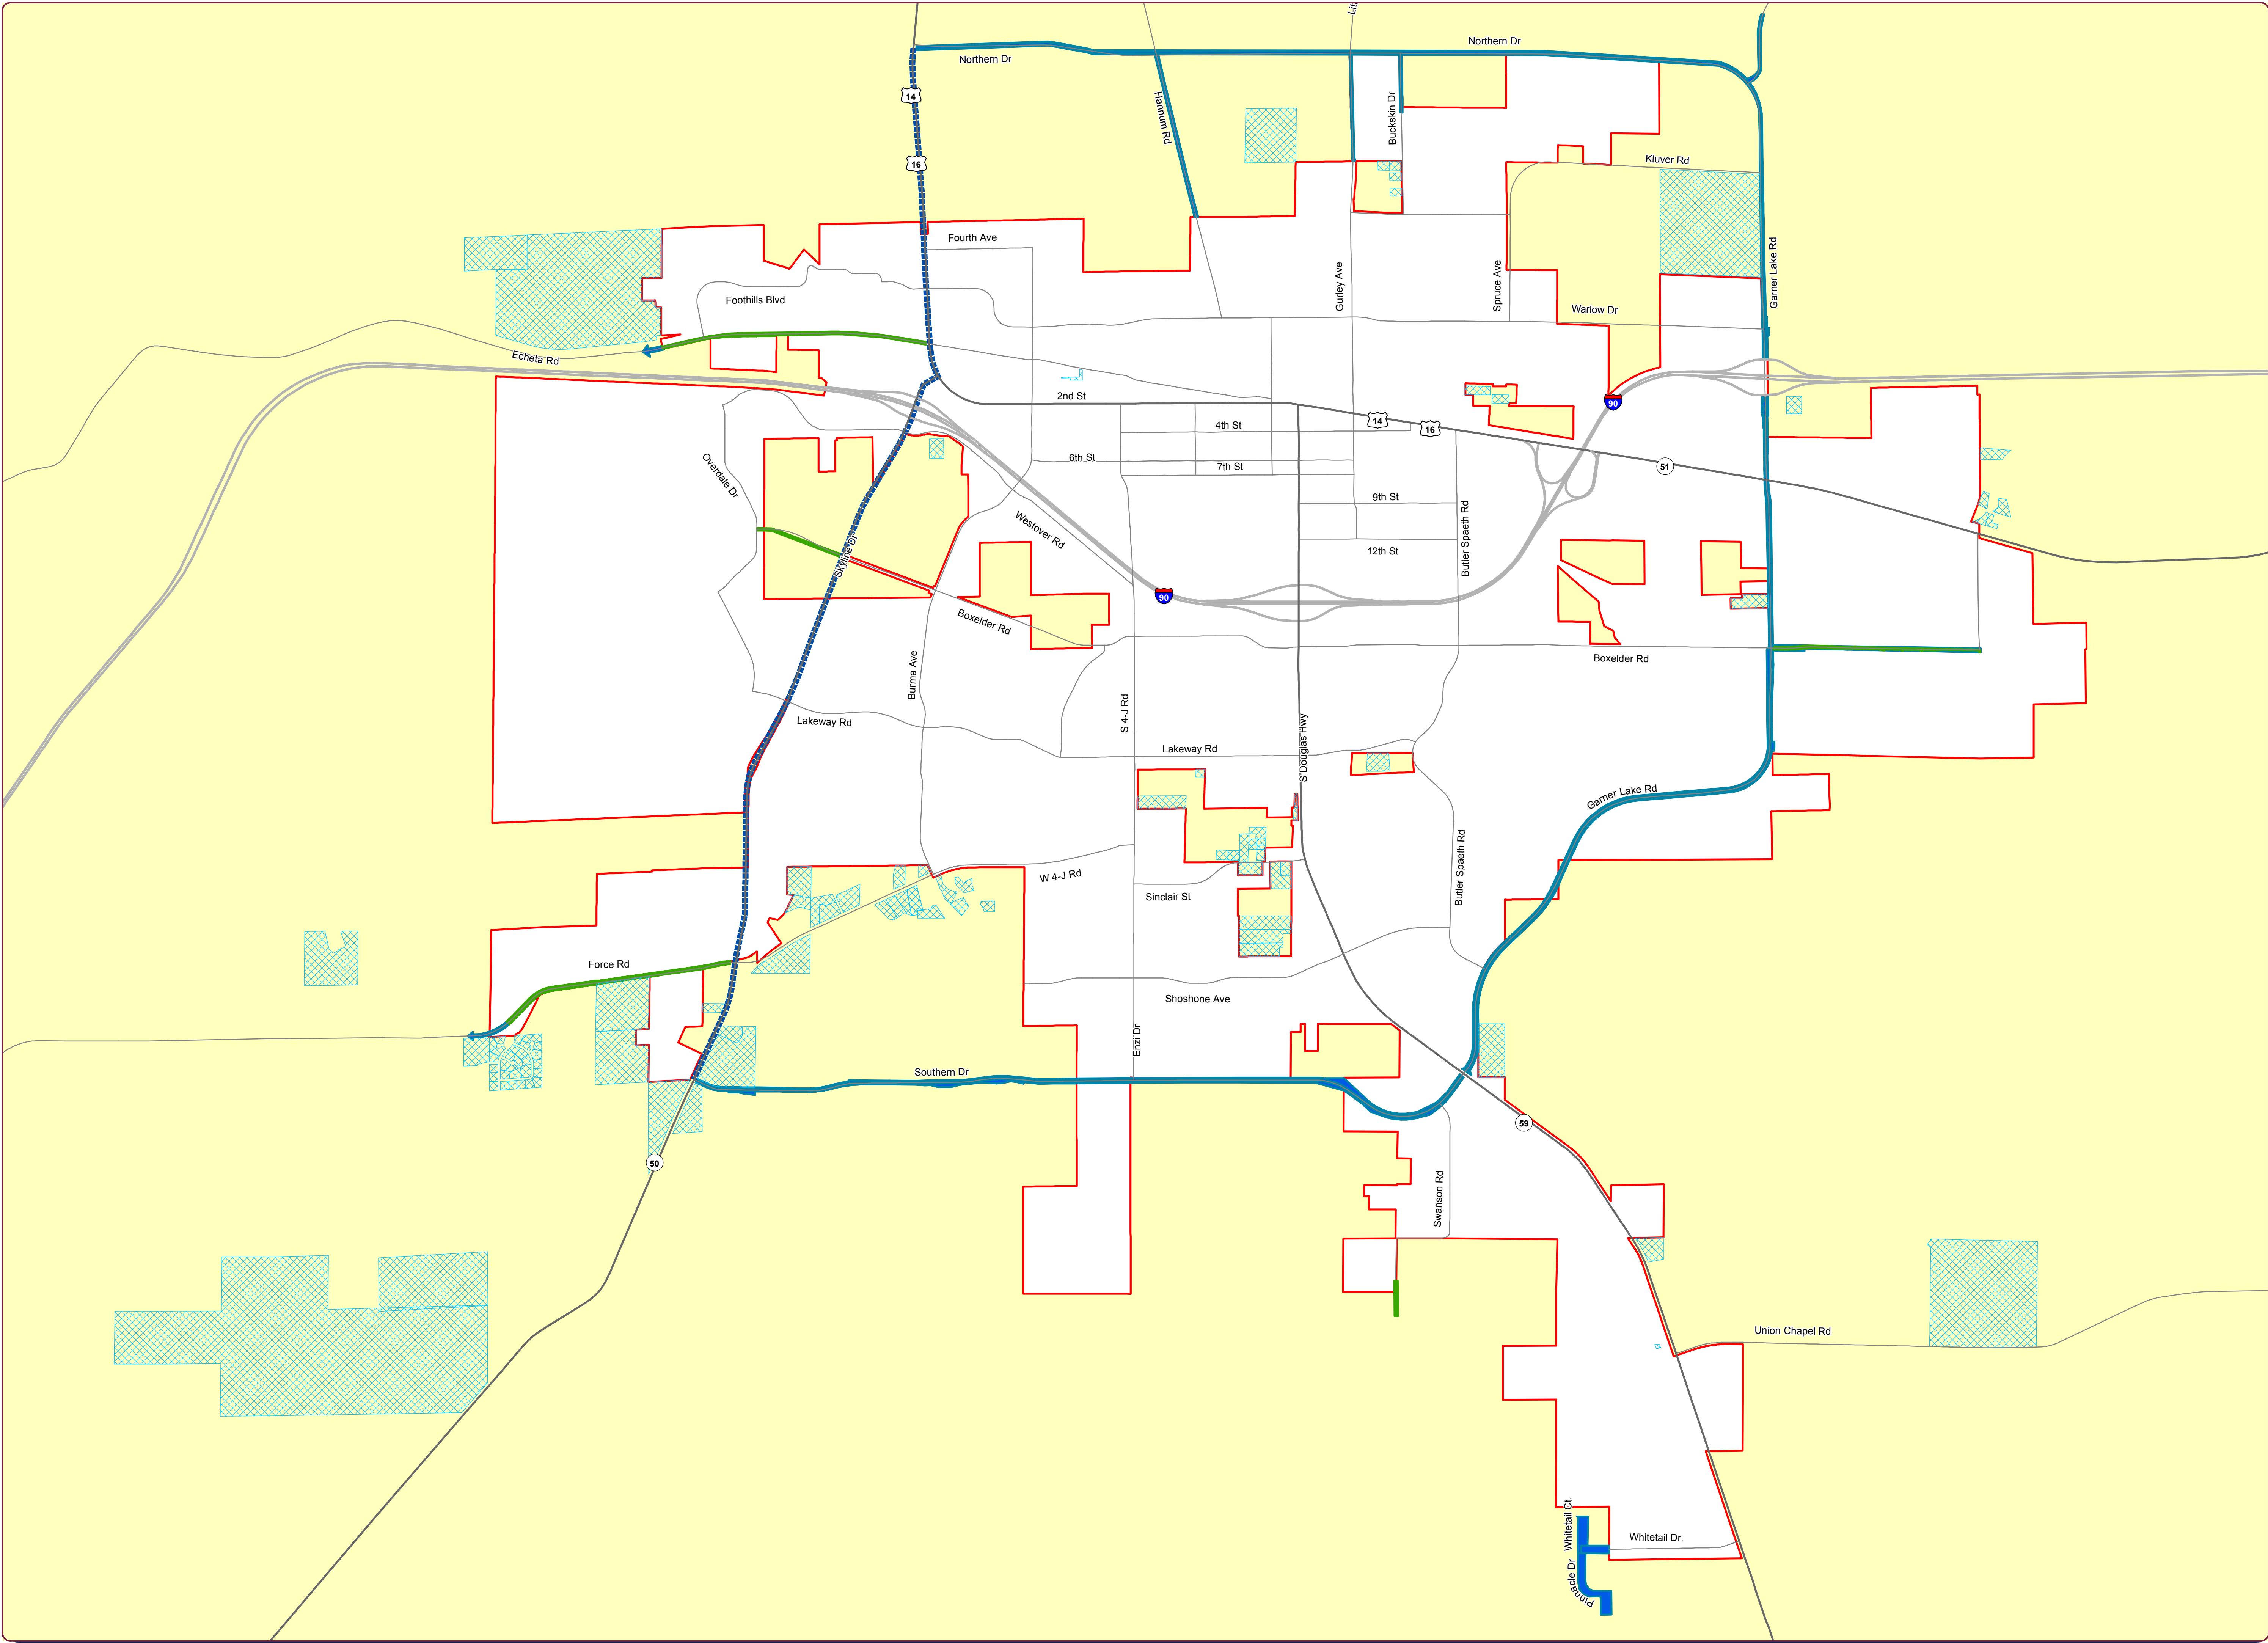 Northern Dr
Northern Dr
14
Hannum Rd
Buckskin Dr
16
Kluver Rd
Fourth Ave
Garner Lake Rd
Gurley Ave
Spruce Ave
Foothills Blvd
Warlow Dr
Echeta Rd
2nd St
90
14
16
4th St
6th St
7th St
51
Overdale Dr
9th St
Westover Rd
Butler Spaeth Rd
12th St
Skyline Dr
90
Boxelder Rd
Boxelder Rd
Burma Ave
S 4-J Rd
Lakeway Rd
Lakeway Rd
S Douglas Hwy
Garner Lake Rd
Butler Spaeth Rd
W 4-J Rd
Sinclair St
Force Rd
Shoshone Ave
Enzi Dr
Southern Dr
59
50
Swanson Rd
Union Chapel Rd
Whitetail Ct.
Whitetail Dr.
Pinnacle Dr